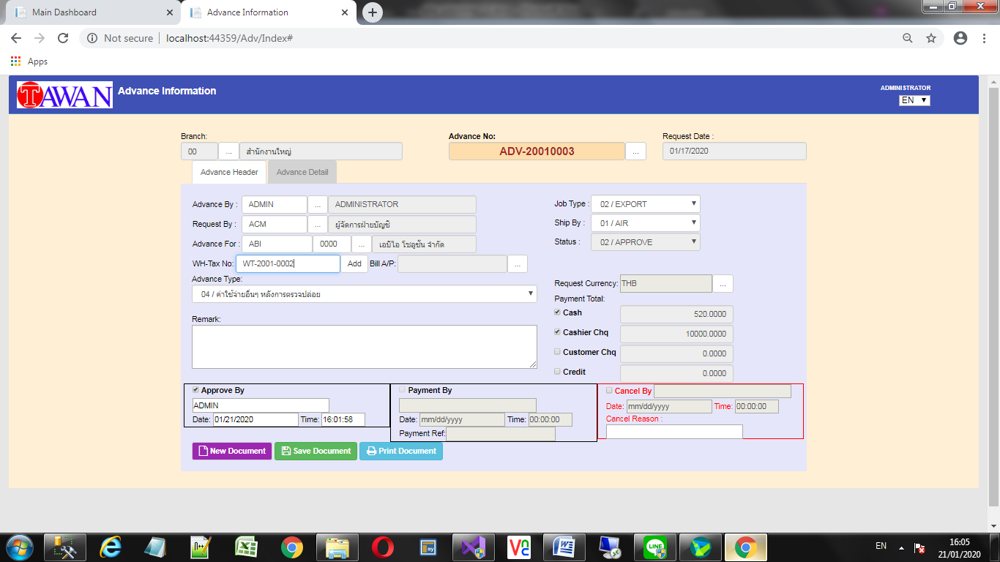 Main Dashboard
Advance Information
Not secure | localhost:44359/Adv/Index#
Apps
TAWAN
Advance Information
ADMINISTRATOR
EN
Branch:
Advance No:
Request Date :
00 ... สำนักงานใหญ่
ADV-20010003 ...
01/17/2020
Advance Header
Advance Detail
Advance By : ADMIN ... ADMINISTRATOR
Job Type : 02 / EXPORT
Request By : ACM ... ผู้จัดการฝ่ายบัญชี
Ship By : 01 / AIR
Advance For : ABI 0000 ... เอบีไอ โซลูชั่น จำกัด
Status : 02 / APPROVE
WH-Tax No: WT-2001-0002 Add Bill A/P: ...
Advance Type:
04 / ค่าใช้จ่ายอื่นๆ หลังการตรวจปล่อย
Request Currency: THB ...
Payment Total:
Cash 520.0000
Remark:
Cashier Chq 10000.0000
Customer Chq 0.0000
Credit 0.0000
Approve By
ADMIN
Date: 01/21/2020 Time: 16:01:58
Payment By
Date: mm/dd/yyyy Time: 00:00:00
Payment Ref:
Cancel By
Date: mm/dd/yyyy Time: 00:00:00
Cancel Reason :
New Document
Save Document
Print Document
EN
16:05
21/01/2020